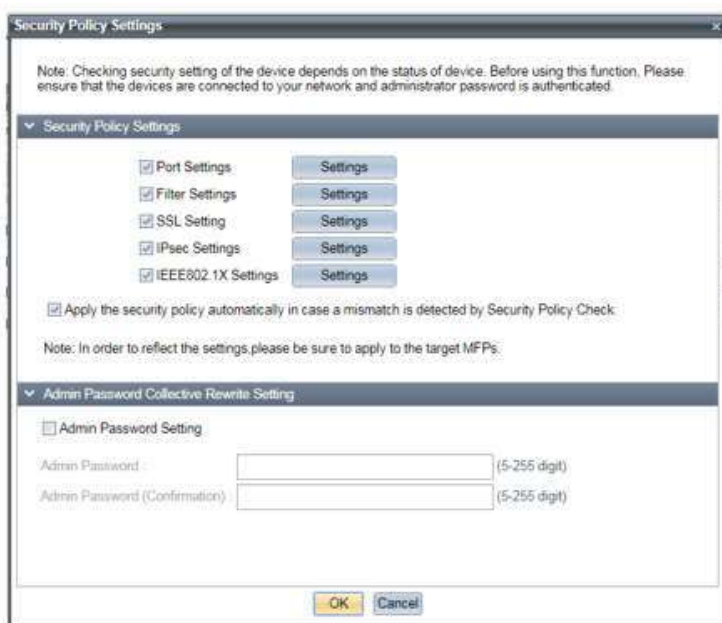 Security Policy Settings
Note: Checking security setting of the device depends on the status of device. Before using this function, Please
ensure that the devices are connected to your network and administrator password is authenticated.
Security Policy Settings
Port Settings Settings
Filter Settings Settings
SSL Setting Settings
IPsec Settings Settings
IEEE802.1X Settings Settings
Apply the security policy automatically in case a mismatch is detected by Security Policy Check.
Note: In order to reflect the settings,please be sure to apply to the target MFPs.
Admin Password Collective Rewrite Setting
Admin Password Setting
Admin Password : (5-255 digit)
Admin Password (Confirmation) : (5-255 digit)
OK Cancel